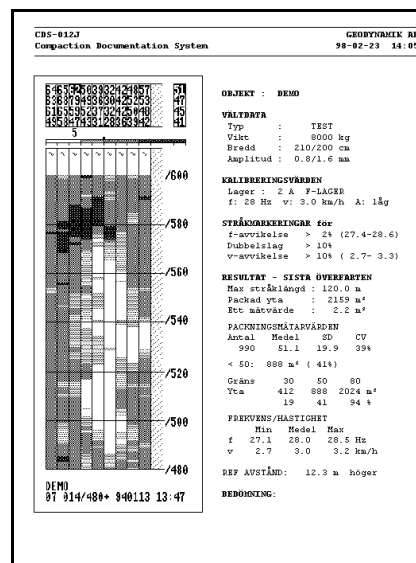 CDS-012J GEODYNAMIK AB
Compaction Documentation System 98-02-23 14:05
5
/600
/580
/560
/540
/520
/500
/480
DEMO
07 014/480+ 940113 13:47
OBJEKT : DEMO
VÄLTDATA
Typ : TEST
Vikt : 8000 kg
Bredd : 210/200 cm
Amplitud : 0.8/1.6 mm
KALIBRERINGSVÄRDEN
Lager : 2 A F-LAGER
f: 28 Hz v: 3.0 km/h A: låg
STRÅKMARKERINGAR för
f-avvikelse > 2% (27.4-28.6)
Dubbelslag > 10%
v-avvikelse > 10% ( 2.7- 3.3)
RESULTAT - SISTA ÖVERFARTEN
Max stråklängd : 120.0 m
Packad yta : 2159 m²
Ett mätvärde : 2.2 m²
PACKNINGSMÄTARVÄRDEN
Antal Medel SD CV
990 51.1 19.9 39%
< 50: 888 m² ( 41%)
Gräns 30 50 80
Yta 412 888 2024 m²
19 41 94 %
FREKVENS/HASTIGHET
Min Medel Max
f 27.1 28.0 28.5 Hz
v 2.7 3.0 3.2 km/h
REF AVSTÅND: 12.3 m höger
BEDÖMNING: